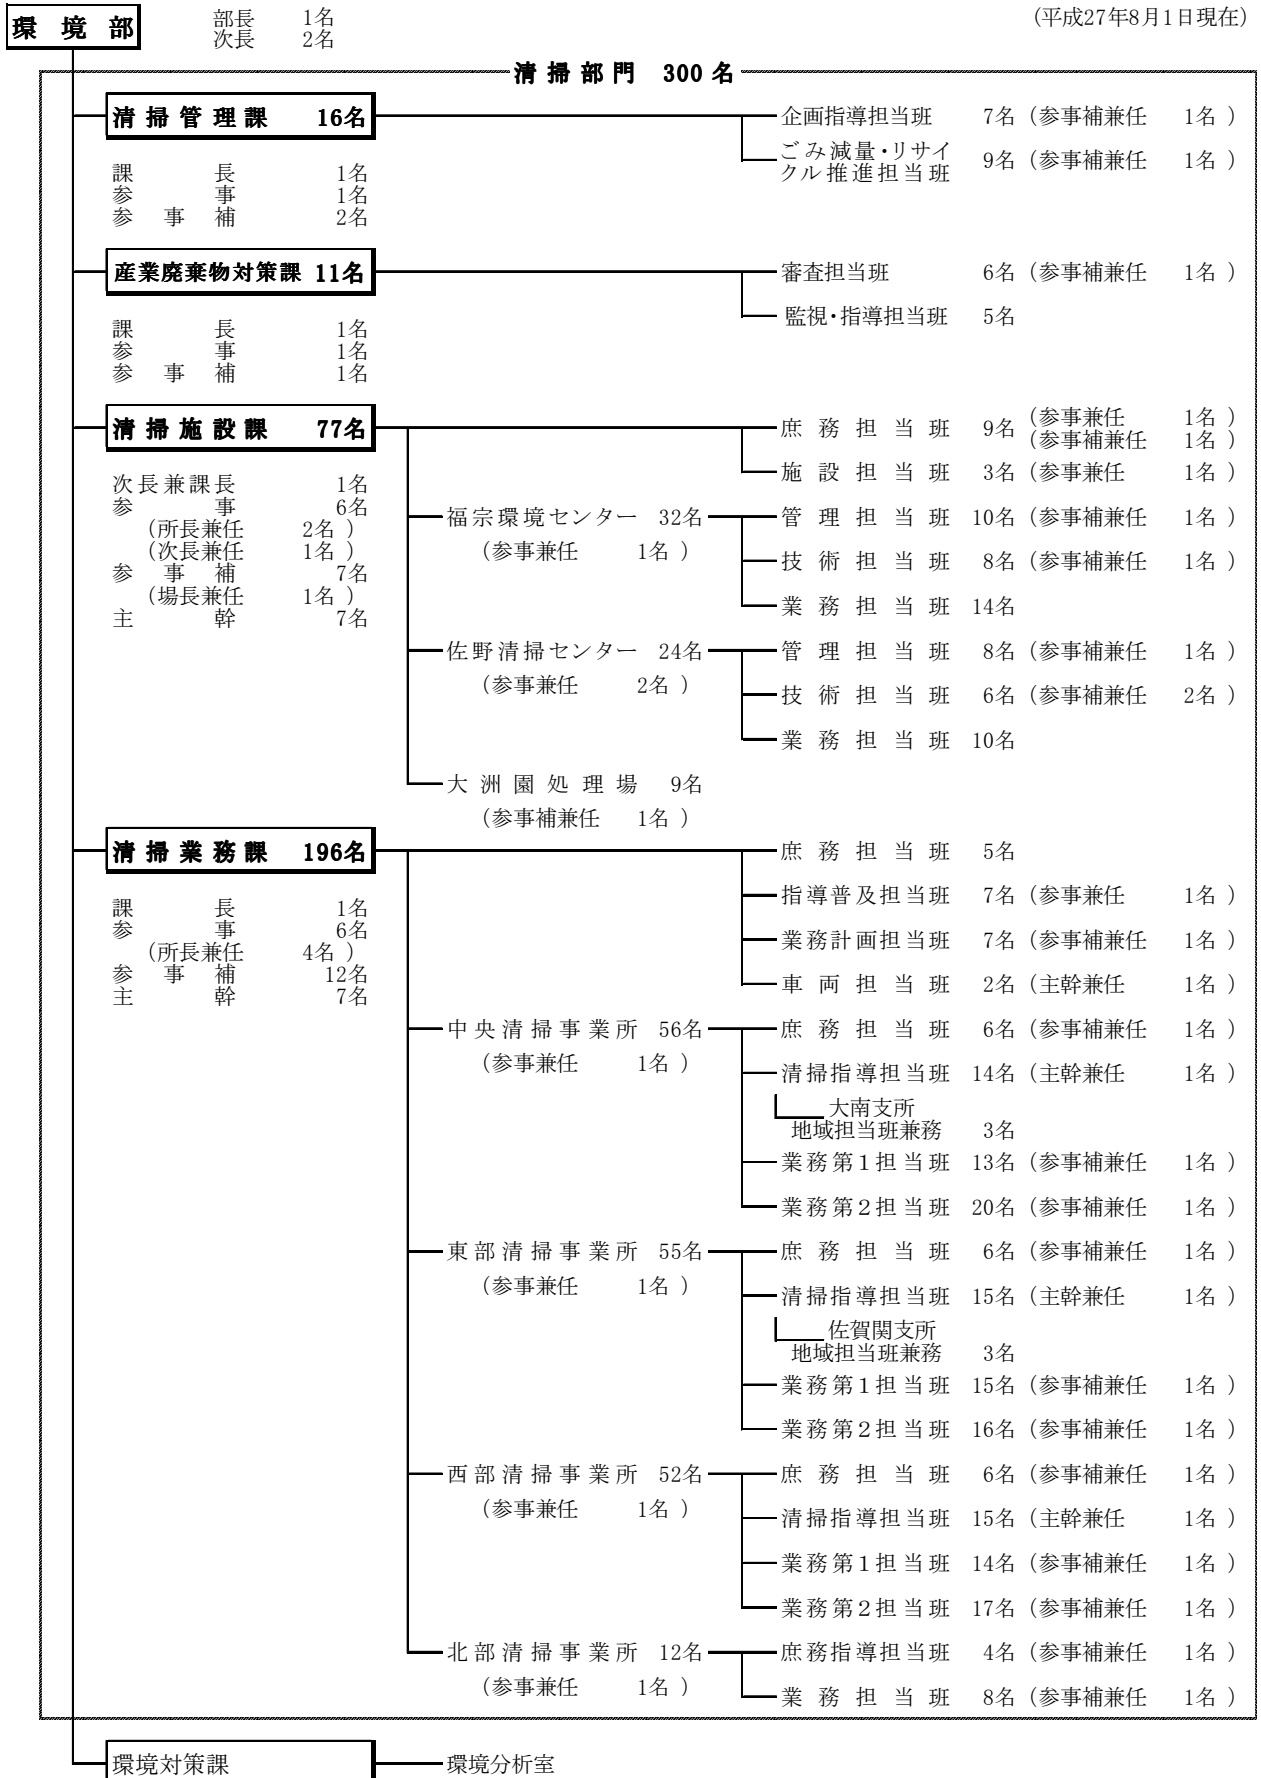 環境部 部長 1名 (平成27年8月1日現在)
次長 2名
清掃部門 300名
清掃管理課 16名 企画指導担当班 7名 (参事補兼任 1名 )
ごみ減量・リサイ
クル推進担当班 9名 (参事補兼任 1名 )
課長 1名
参事 1名
参事補 2名
産業廃棄物対策課 11名 審査担当班 6名 (参事補兼任 1名 )
監視・指導担当班 5名
課長 1名
参事 1名
参事補 1名
清掃施設課 77名 庶務担当班 9名 (参事兼任 1名 )
(参事補兼任 1名 )
施設担当班 3名 (参事兼任 1名 )
次長兼課長 1名
参事 6名
(所長兼任 2名 )
(次長兼任 1名 )
参事補 7名
(場長兼任 1名 )
主幹 7名
福宗環境センター 32名 管理担当班 10名 (参事補兼任 1名 )
(参事兼任 1名 )
技術担当班 8名 (参事補兼任 1名 )
業務担当班 14名
佐野清掃センター 24名 管理担当班 8名 (参事補兼任 1名 )
(参事兼任 2名 )
技術担当班 6名 (参事補兼任 2名 )
業務担当班 10名
大洲園処理場 9名
(参事補兼任 1名 )
清掃業務課 196名 庶務担当班 5名
指導普及担当班 7名 (参事兼任 1名 )
業務計画担当班 7名 (参事補兼任 1名 )
車両担当班 2名 (主幹兼任 1名 )
課長 1名
参事 6名
(所長兼任 4名 )
参事補 12名
主幹 7名
中央清掃事業所 56名 庶務担当班 6名 (参事補兼任 1名 )
(参事兼任 1名 )
清掃指導担当班 14名 (主幹兼任 1名 )
大南支所
地域担当班兼務 3名
業務第1担当班 13名 (参事補兼任 1名 )
業務第2担当班 20名 (参事補兼任 1名 )
東部清掃事業所 55名 庶務担当班 6名 (参事補兼任 1名 )
(参事兼任 1名 )
清掃指導担当班 15名 (主幹兼任 1名 )
佐賀関支所
地域担当班兼務 3名
業務第1担当班 15名 (参事補兼任 1名 )
業務第2担当班 16名 (参事補兼任 1名 )
西部清掃事業所 52名 庶務担当班 6名 (参事補兼任 1名 )
(参事兼任 1名 )
清掃指導担当班 15名 (主幹兼任 1名 )
業務第1担当班 14名 (参事補兼任 1名 )
業務第2担当班 17名 (参事補兼任 1名 )
北部清掃事業所 12名 庶務指導担当班 4名 (参事補兼任 1名 )
(参事兼任 1名 )
業務担当班 8名 (参事補兼任 1名 )
環境対策課 環境分析室